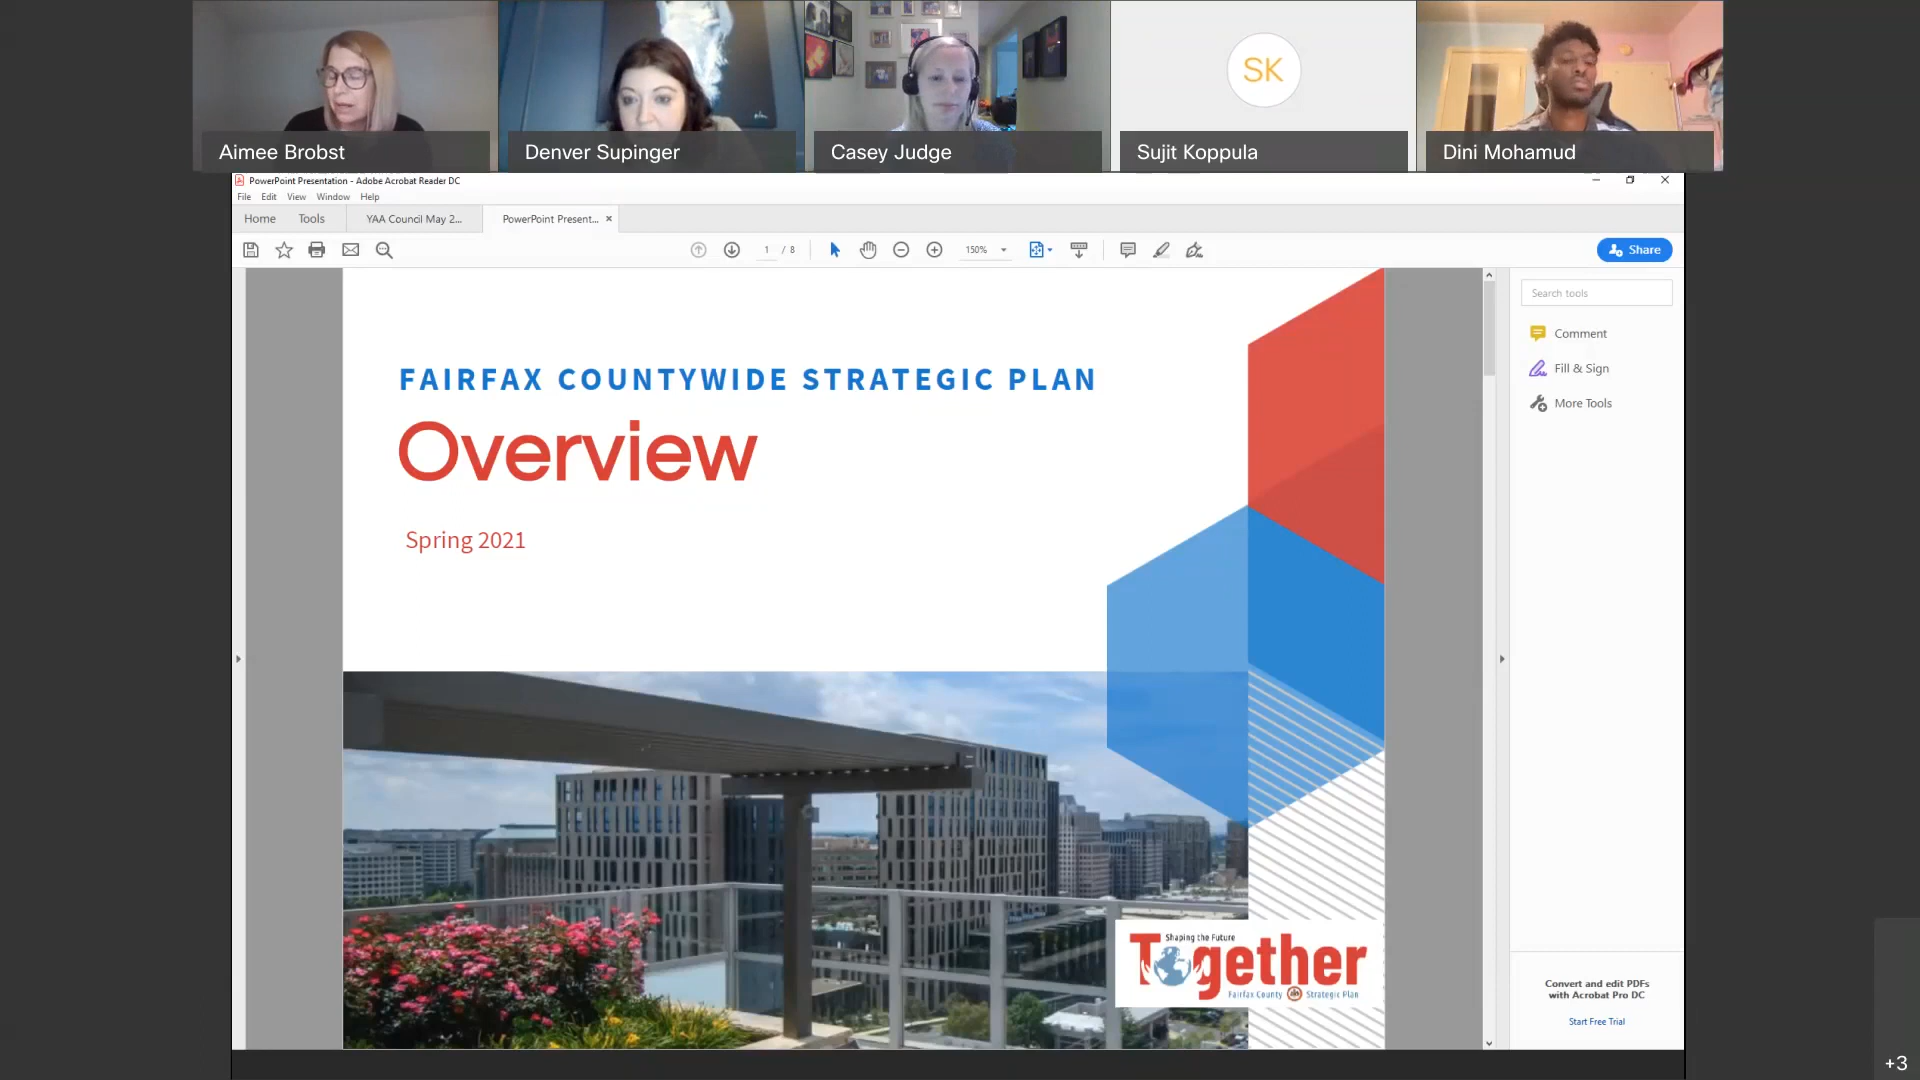 SK
Aimee Brobst
Denver Supinger
Casey Judge
Sujit Koppula
Dini Mohamud
PowerPoint Presentation - Adobe Acrobat Reader DC
File Edit View Window Help
Home Tools YAA Council May 2... PowerPoint Present... ×
1 / 8 150% Share
FAIRFAX COUNTYWIDE STRATEGIC PLAN
Overview
Spring 2021
Shaping the Future
Together
Fairfax County Strategic Plan
Search tools
Comment
Fill & Sign
More Tools
Convert and edit PDFs
with Acrobat Pro DC
Start Free Trial
+3